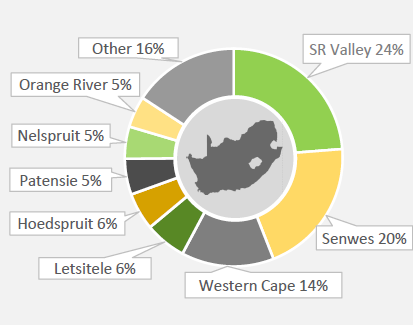 Other 16%
SR Valley 24%
Orange River 5%
Nelspruit 5%
Patensie 5%
Hoedspruit 6%
Senwes 20%
Letsitele 6%
Western Cape 14%